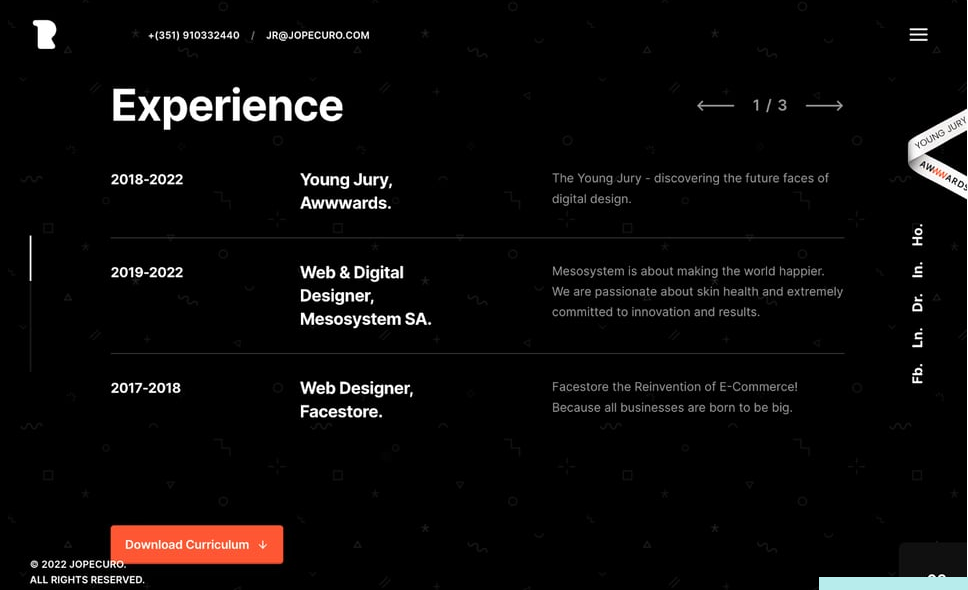 +(351) 910332440 / JR@JOPECURO.COM
Experience
1 / 3
YOUNG JURY
AWWWARDS
2018-2022
Young Jury,
Awwwards.
The Young Jury - discovering the future faces of
digital design.
2019-2022
Web & Digital
Designer,
Mesosystem SA.
Mesosystem is about making the world happier.
We are passionate about skin health and extremely
committed to innovation and results.
2017-2018
Web Designer,
Facestore.
Facestore the Reinvention of E-Commerce!
Because all businesses are born to be big.
Ho.
In.
Dr.
Ln.
Fb.
Download Curriculum
© 2022 JOPECURO.
ALL RIGHTS RESERVED.